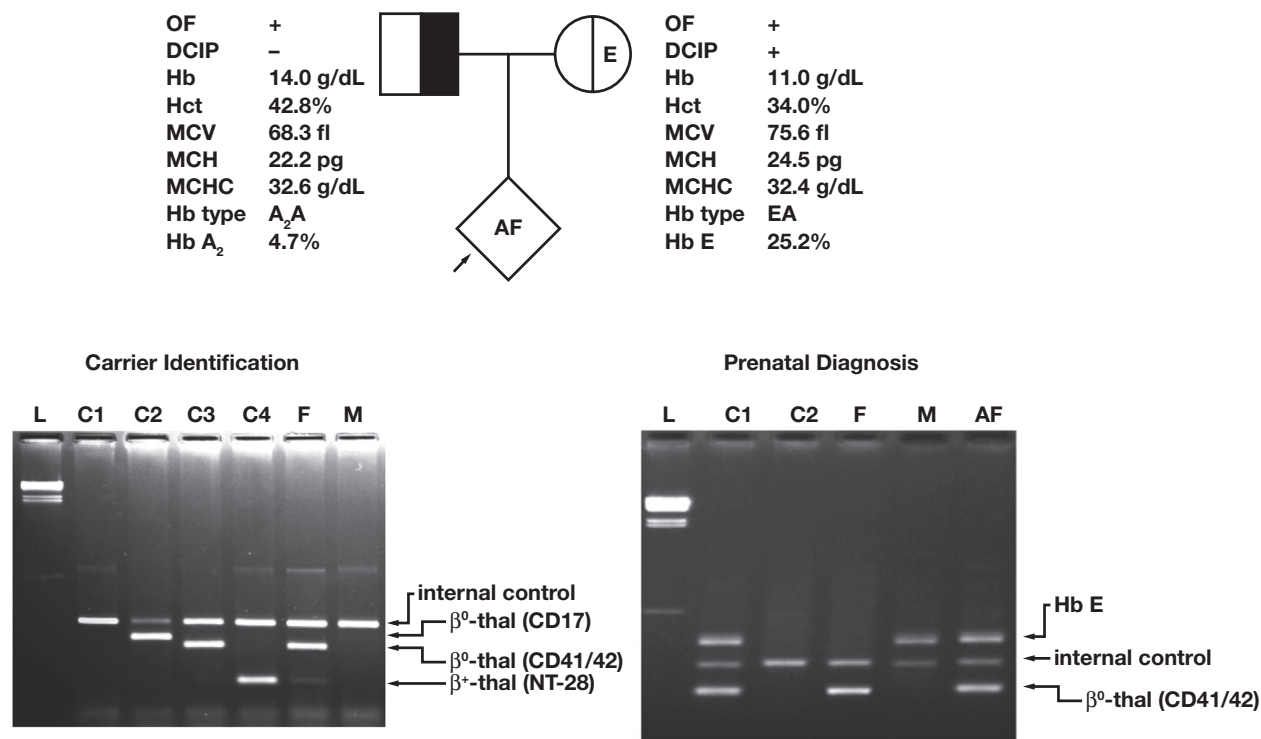 OF +
DCIP –
Hb 14.0 g/dL
Hct 42.8%
MCV 68.3 fl
MCH 22.2 pg
MCHC 32.6 g/dL
Hb type A₂A
Hb A₂ 4.7%
E
AF
OF +
DCIP +
Hb 11.0 g/dL
Hct 34.0%
MCV 75.6 fl
MCH 24.5 pg
MCHC 32.4 g/dL
Hb type EA
Hb E 25.2%
Carrier Identification
L C1 C2 C3 C4 F M
internal control
β⁰-thal (CD17)
β⁰-thal (CD41/42)
β⁺-thal (NT-28)
Prenatal Diagnosis
L C1 C2 F M AF
Hb E
internal control
β⁰-thal (CD41/42)